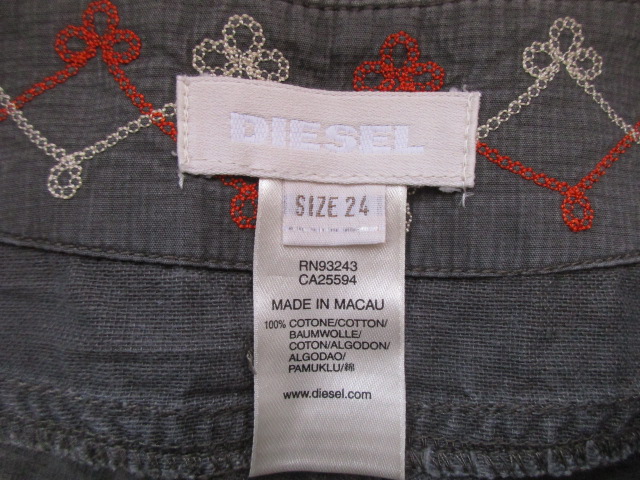 DIESEL
SIZE 24
RN93243
CA25594
MADE IN MACAU
100% COTONE/COTTON/
BAUMWOLLE/
COTON/ALGODON/
ALGODAO/
PAMUKLU/綿
www.diesel.com